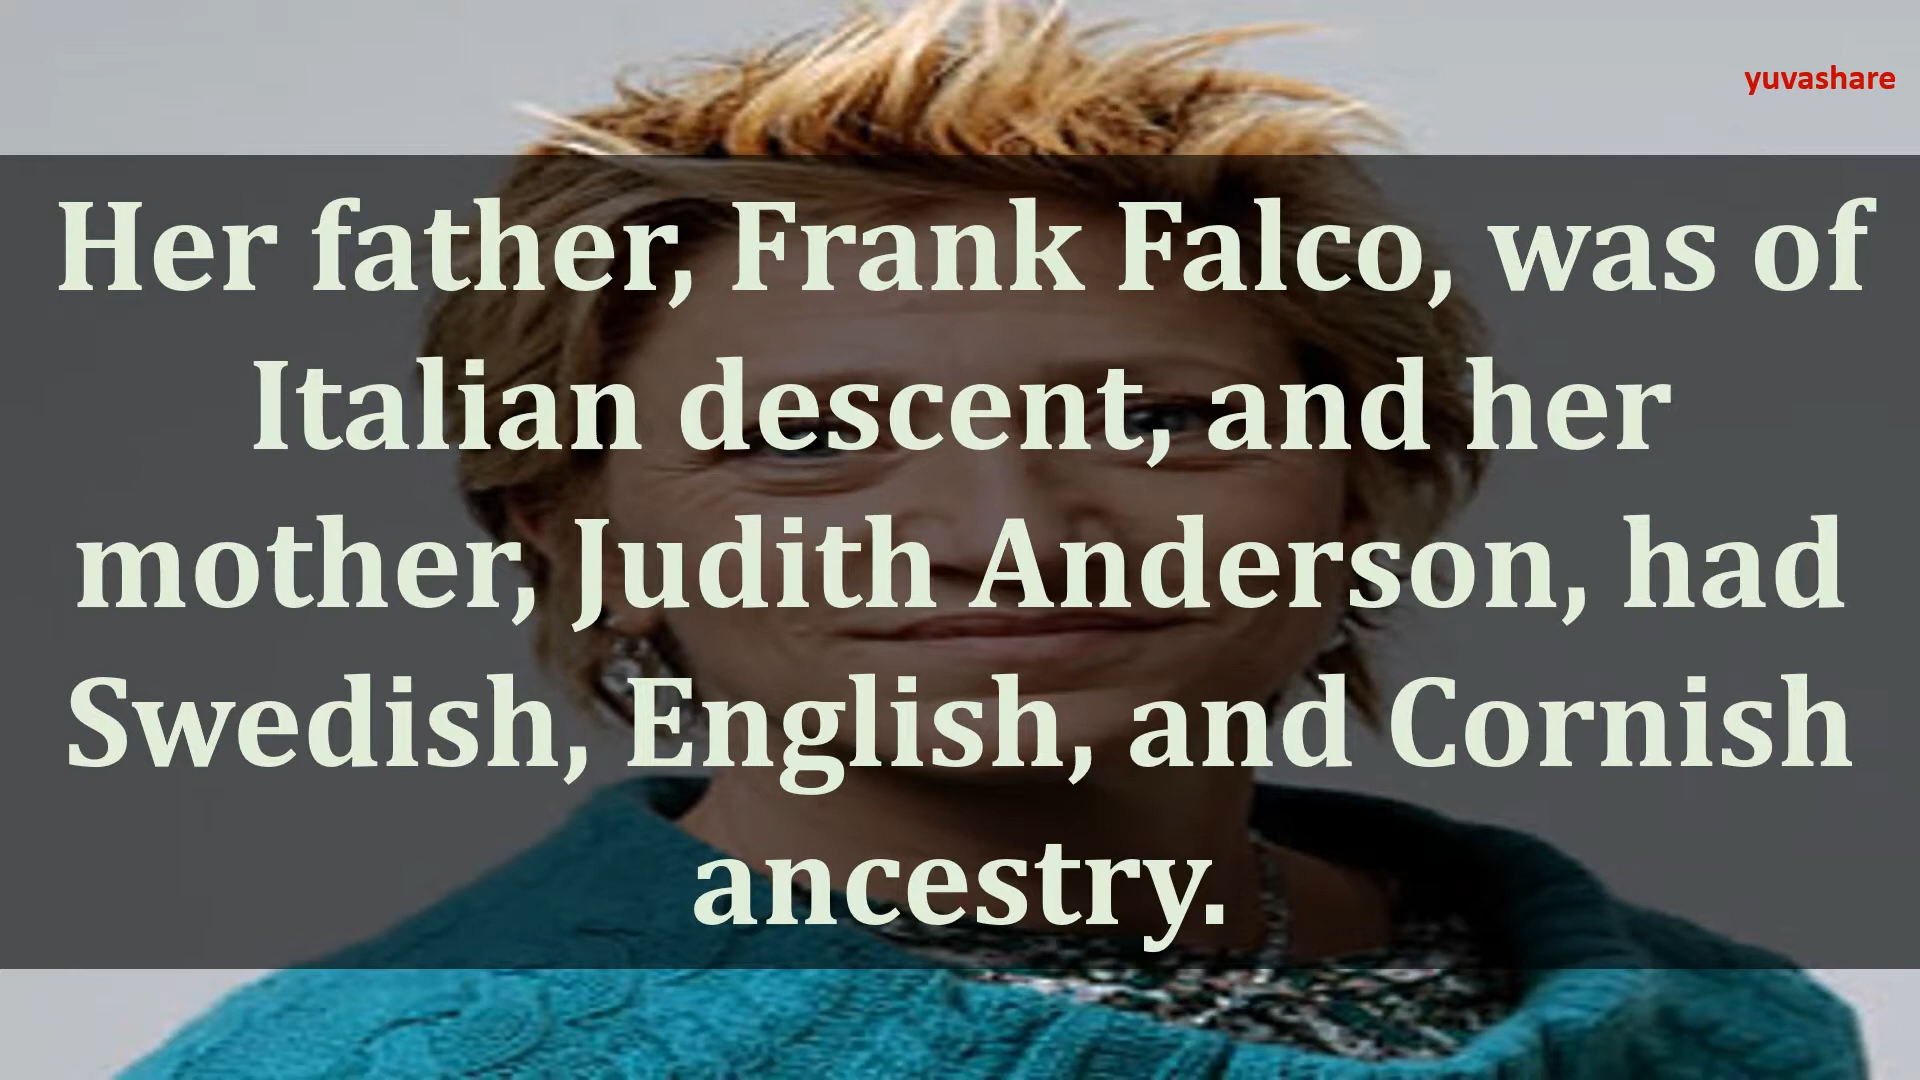 yuvashare
Her father, Frank Falco, was of
Italian descent, and her
mother, Judith Anderson, had
Swedish, English, and Cornish
ancestry.